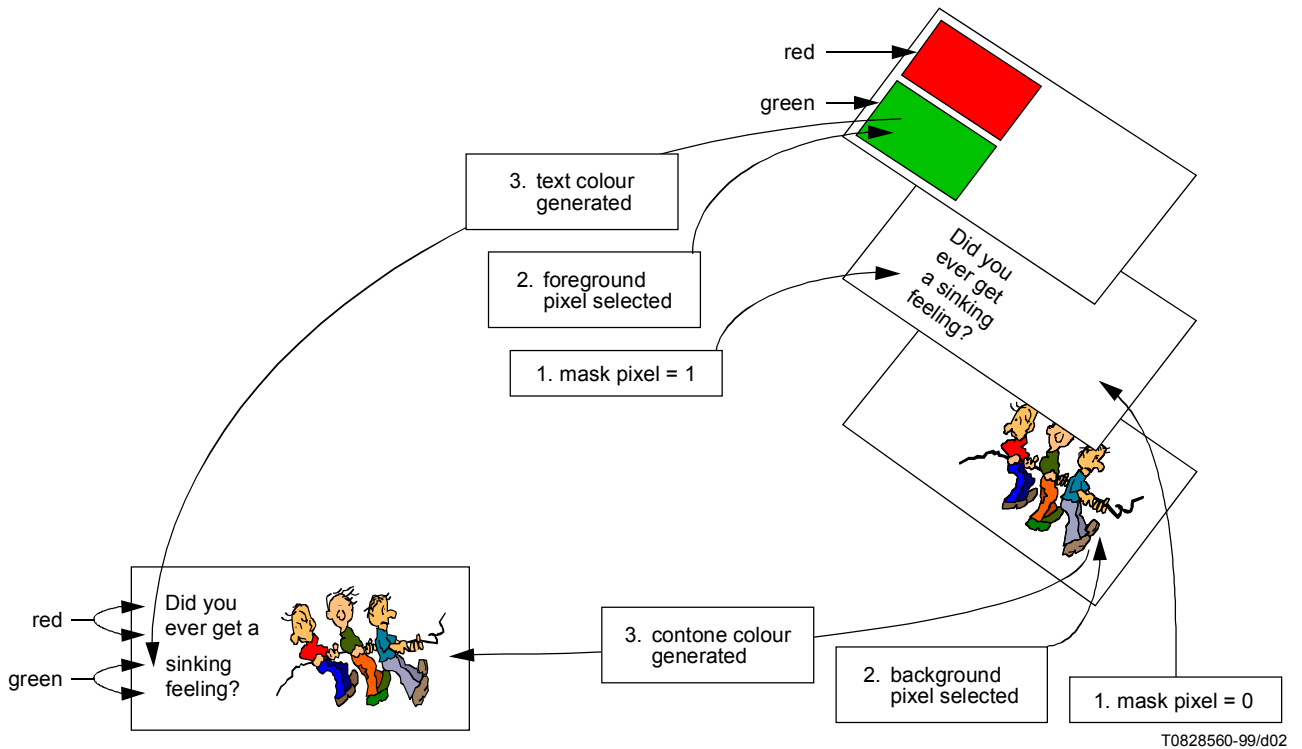 red
green
3. text colour
generated
2. foreground
pixel selected
1. mask pixel = 1
Did you
ever get
a sinking
feeling?
red
green
Did you
ever get a
sinking
feeling?
3. contone colour
generated
2. background
pixel selected
1. mask pixel = 0
T0828560-99/d02